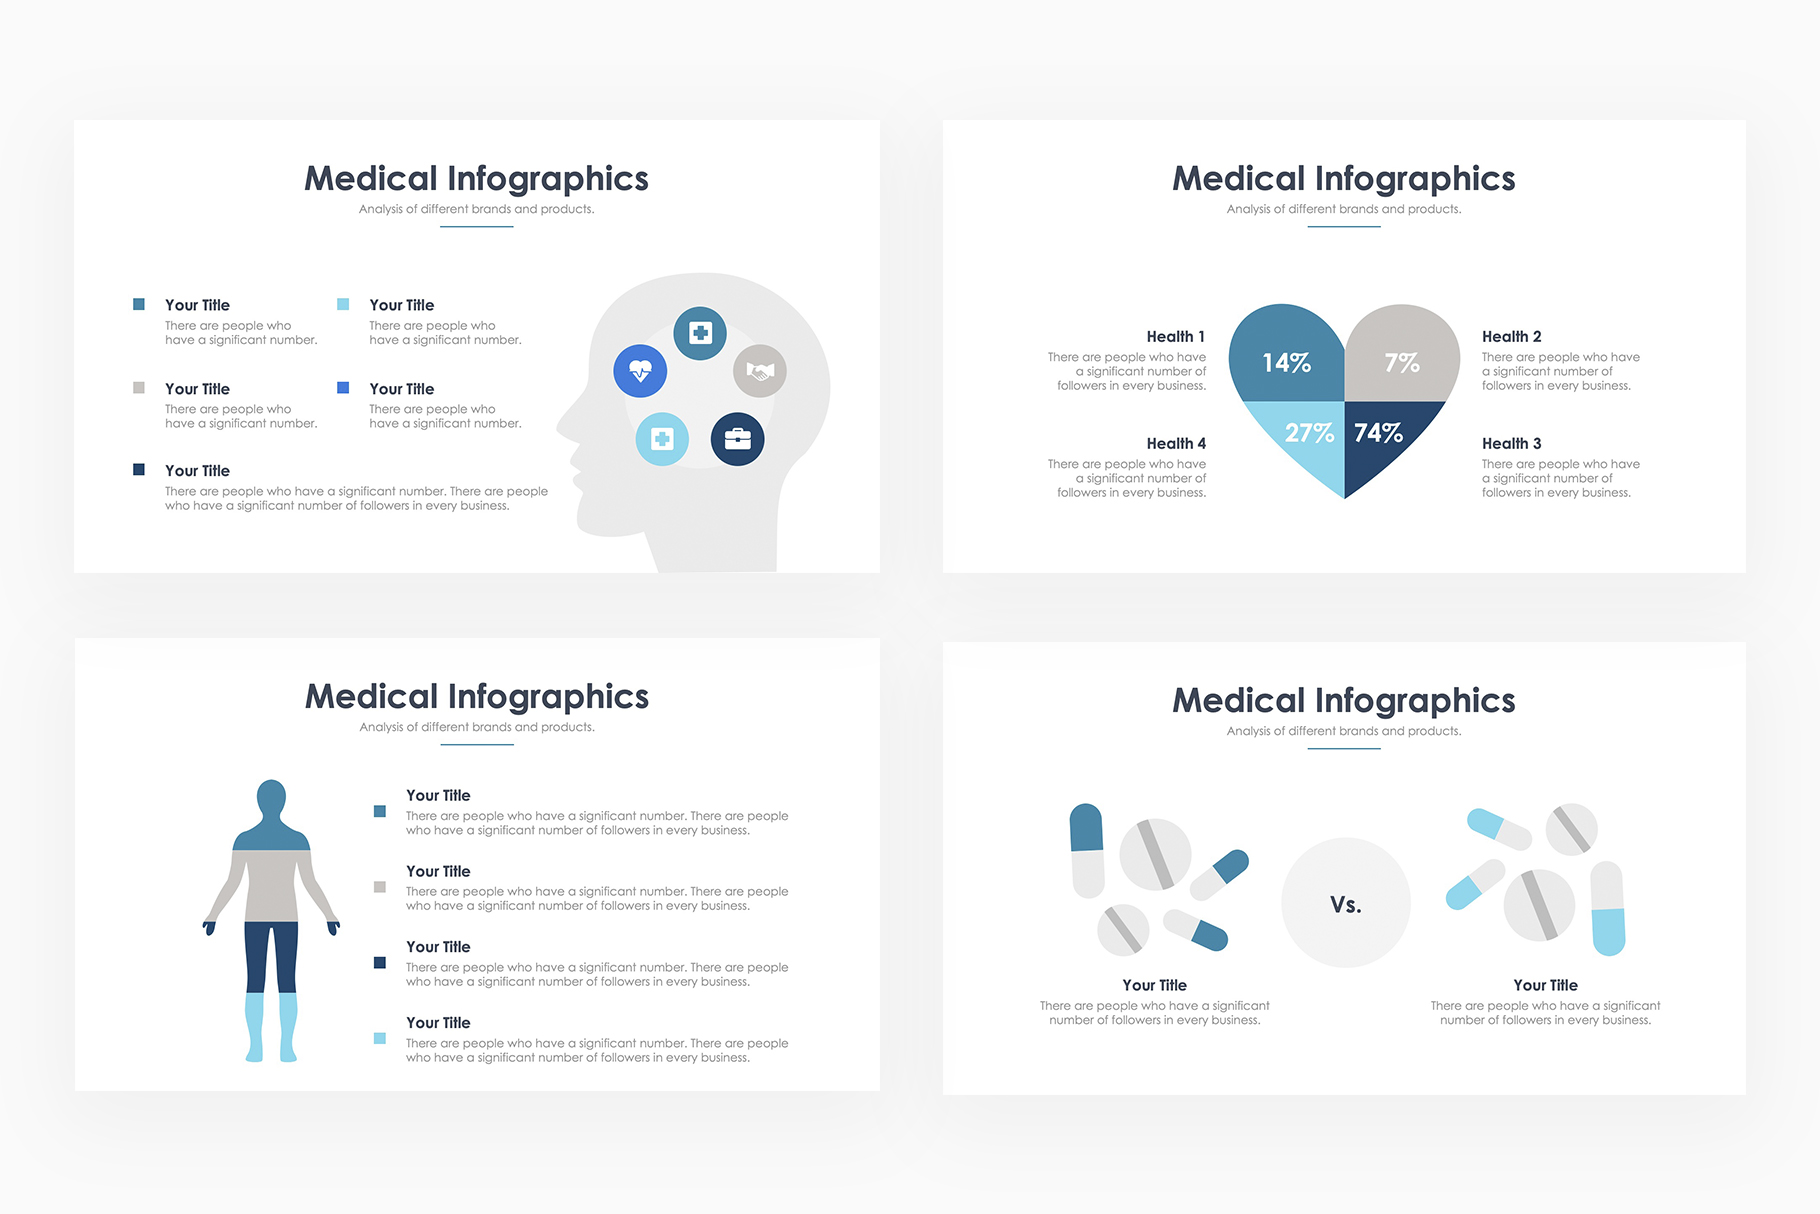 Medical Infographics
Analysis of different brands and products.
Your Title
There are people who
have a significant number.
Your Title
There are people who
have a significant number.
Your Title
There are people who
have a significant number.
Your Title
There are people who
have a significant number.
Your Title
There are people who have a significant number. There are people
who have a significant number of followers in every business.
Medical Infographics
Analysis of different brands and products.
Health 1
There are people who have
a significant number of
followers in every business.
14%
7%
Health 2
There are people who have
a significant number of
followers in every business.
Health 4
There are people who have
a significant number of
followers in every business.
27%
74%
Health 3
There are people who have
a significant number of
followers in every business.
Medical Infographics
Analysis of different brands and products.
Your Title
There are people who have a significant number. There are people
who have a significant number of followers in every business.
Your Title
There are people who have a significant number. There are people
who have a significant number of followers in every business.
Your Title
There are people who have a significant number. There are people
who have a significant number of followers in every business.
Your Title
There are people who have a significant number. There are people
who have a significant number of followers in every business.
Medical Infographics
Analysis of different brands and products.
Vs.
Your Title
There are people who have a significant
number of followers in every business.
Your Title
There are people who have a significant
number of followers in every business.